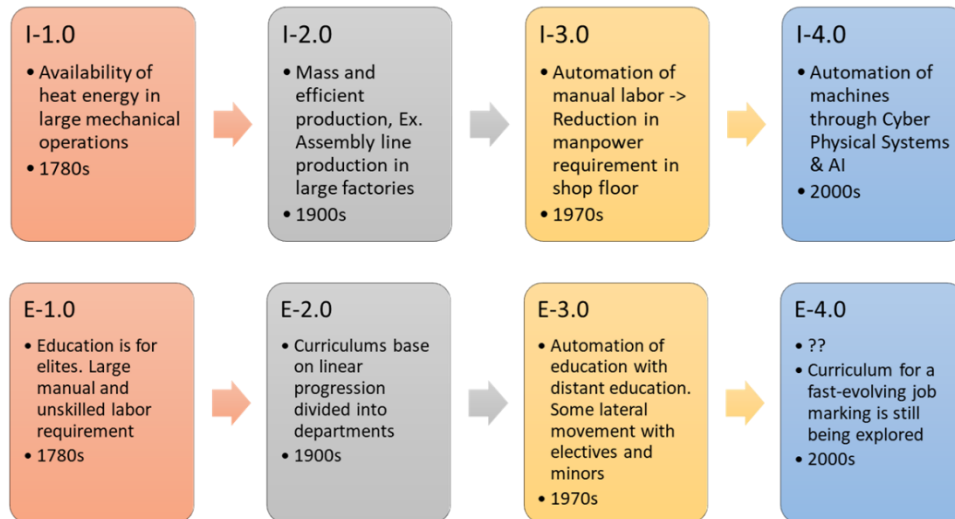 I-1.0
• Availability of
heat energy in
large mechanical
operations
• 1780s
I-2.0
• Mass and
efficient
production, Ex.
Assembly line
production in
large factories
• 1900s
I-3.0
• Automation of
manual labor ->
Reduction in
manpower
requirement in
shop floor
• 1970s
I-4.0
• Automation of
machines
through Cyber
Physical Systems
& AI
• 2000s
E-1.0
• Education is for
elites. Large
manual and
unskilled labor
requirement
• 1780s
E-2.0
• Curriculums base
on linear
progression
divided into
departments
• 1900s
E-3.0
• Automation of
education with
distant education.
Some lateral
movement with
electives and
minors
• 1970s
E-4.0
• ??
• Curriculum for a
fast-evolving job
marking is still
being explored
• 2000s